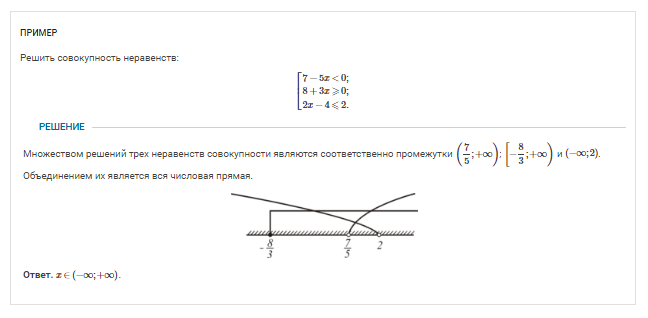 ПРИМЕР
Решить совокупность неравенств:
7 − 5x < 0;
8 + 3x ⩾ 0;
2x − 4 ⩽ 2.
РЕШЕНИЕ
Множеством решений трех неравенств совокупности являются соответственно промежутки (7/5; +∞); [−8/3; +∞) и (−∞; 2).
Объединением их является вся числовая прямая.
-8/3 7/5 2
Ответ. x ∈ (−∞; +∞).